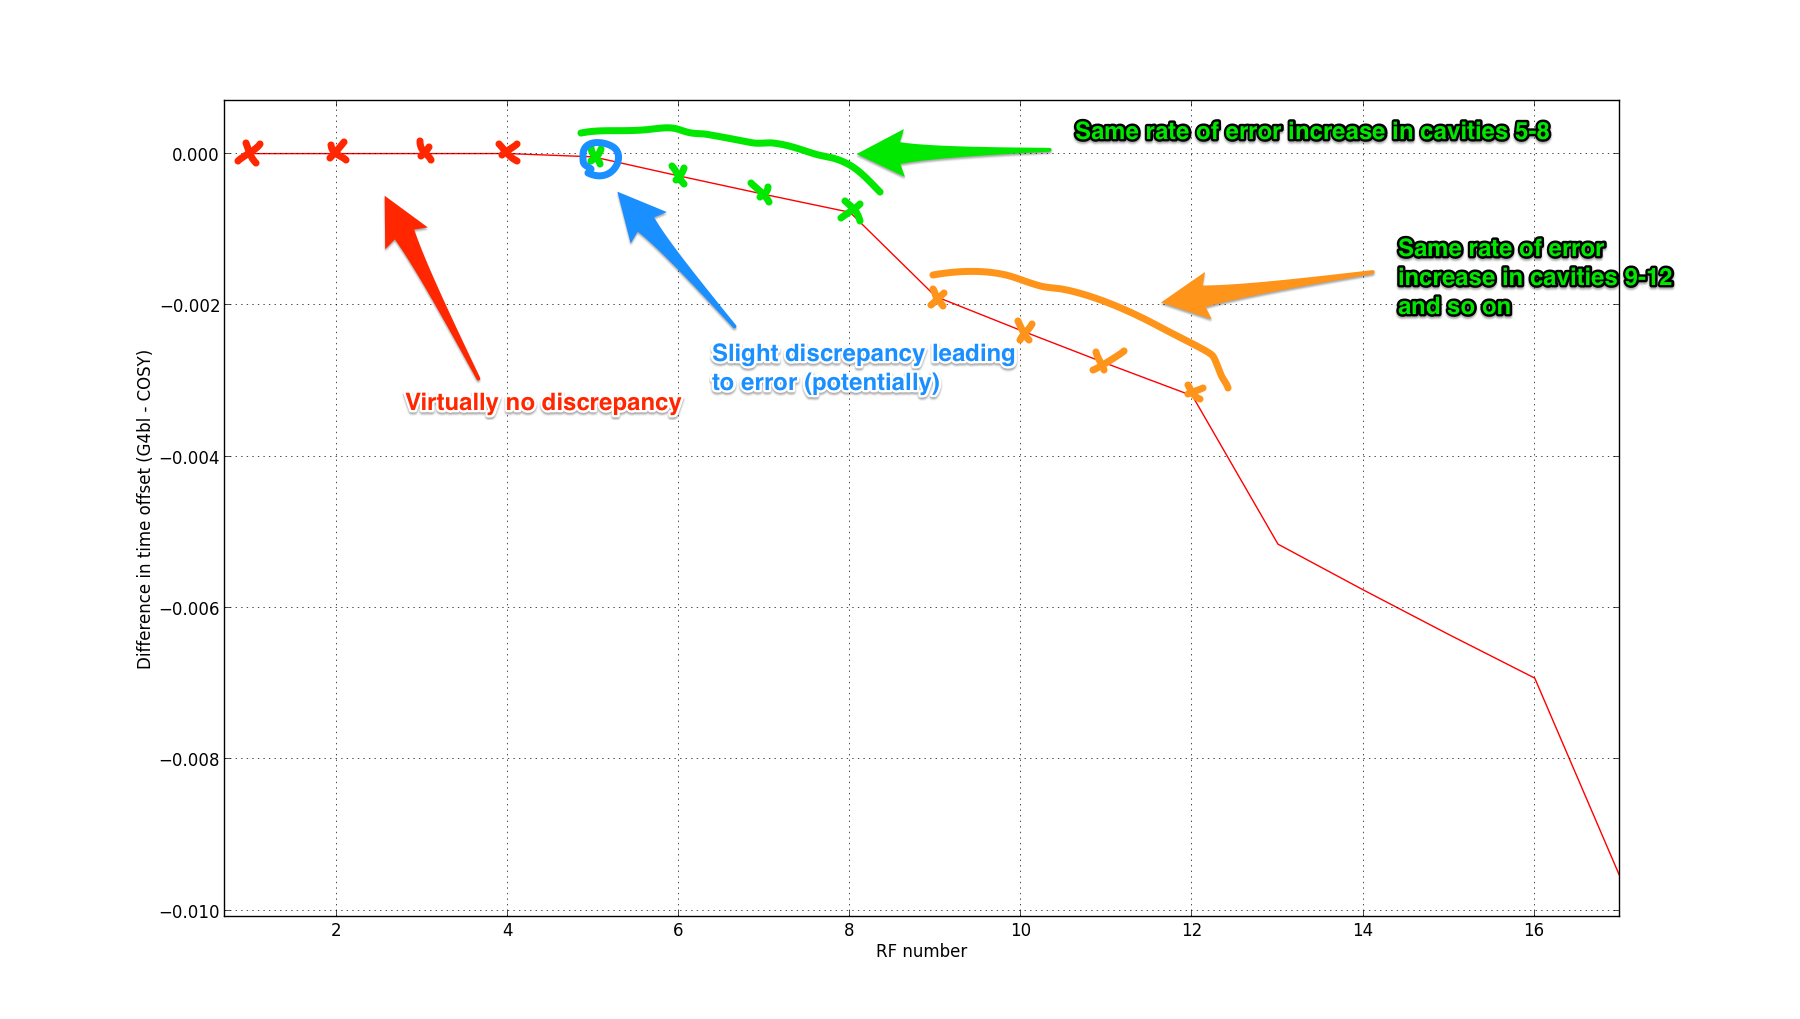 Same rate of error increase in cavities 5-8
0.000
Same rate of error
increase in cavities 9-12
and so on
−0.002
Slight discrepancy leading
to error (potentially)
Virtually no discrepancy
Difference in time offset (G4bl - COSY)
−0.004
−0.006
−0.008
−0.010
2 4 6 8 10 12 14 16
RF number